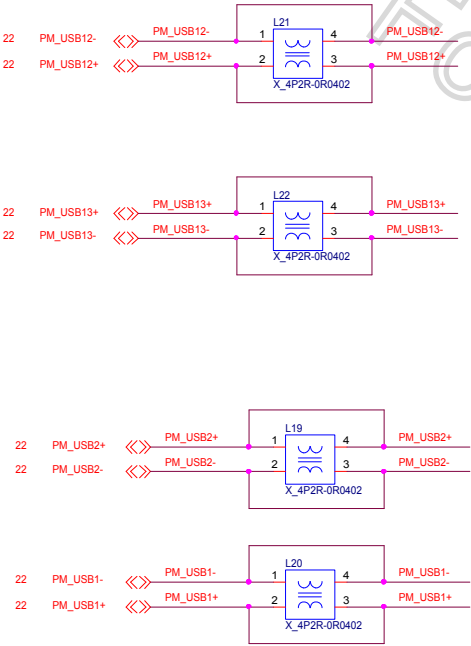 L21
22 PM_USB12- PM_USB12- 1 4 PM_USB12-
22 PM_USB12+ PM_USB12+ 2 3 PM_USB12+
X_4P2R-0R0402
L22
22 PM_USB13+ PM_USB13+ 1 4 PM_USB13+
22 PM_USB13- PM_USB13- 2 3 PM_USB13-
X_4P2R-0R0402
L19
22 PM_USB2+ PM_USB2+ 1 4 PM_USB2+
22 PM_USB2- PM_USB2- 2 3 PM_USB2-
X_4P2R-0R0402
L20
22 PM_USB1- PM_USB1- 1 4 PM_USB1-
22 PM_USB1+ PM_USB1+ 2 3 PM_USB1+
X_4P2R-0R0402